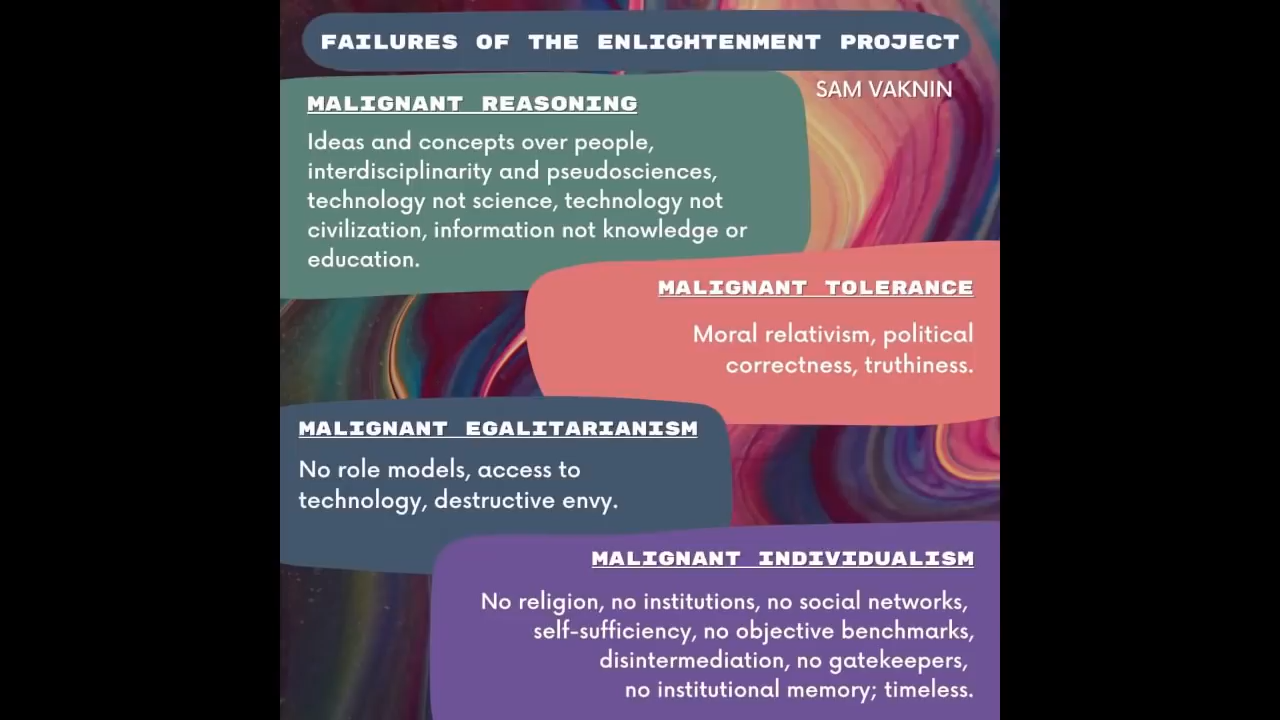 FAILURES OF THE ENLIGHTENMENT PROJECT
SAM VAKNIN
MALIGNANT REASONING
Ideas and concepts over people,
interdisciplinarity and pseudosciences,
technology not science, technology not
civilization, information not knowledge or
education.
MALIGNANT TOLERANCE
Moral relativism, political
correctness, truthiness.
MALIGNANT EGALITARIANISM
No role models, access to
technology, destructive envy.
MALIGNANT INDIVIDUALISM
No religion, no institutions, no social networks,
self-sufficiency, no objective benchmarks,
disintermediation, no gatekeepers,
no institutional memory; timeless.